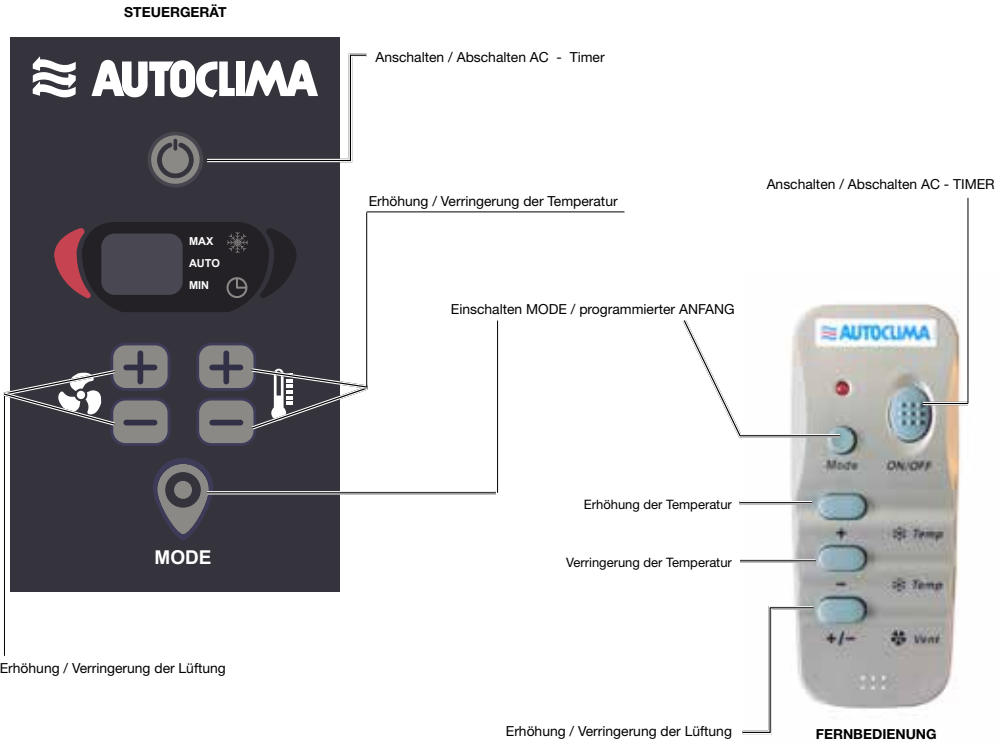 STEUERGERÄT
AUTOCLIMA
Anschalten / Abschalten AC - Timer
Erhöhung / Verringerung der Temperatur
MAX
AUTO
MIN
Einschalten MODE / programmierter ANFANG
MODE
Erhöhung / Verringerung der Lüftung
Anschalten / Abschalten AC - TIMER
AUTOCLIMA
Mode ON/OFF
Erhöhung der Temperatur
+ Temp
Verringerung der Temperatur
- Temp
+/- Vent
Erhöhung / Verringerung der Lüftung
FERNBEDIENUNG